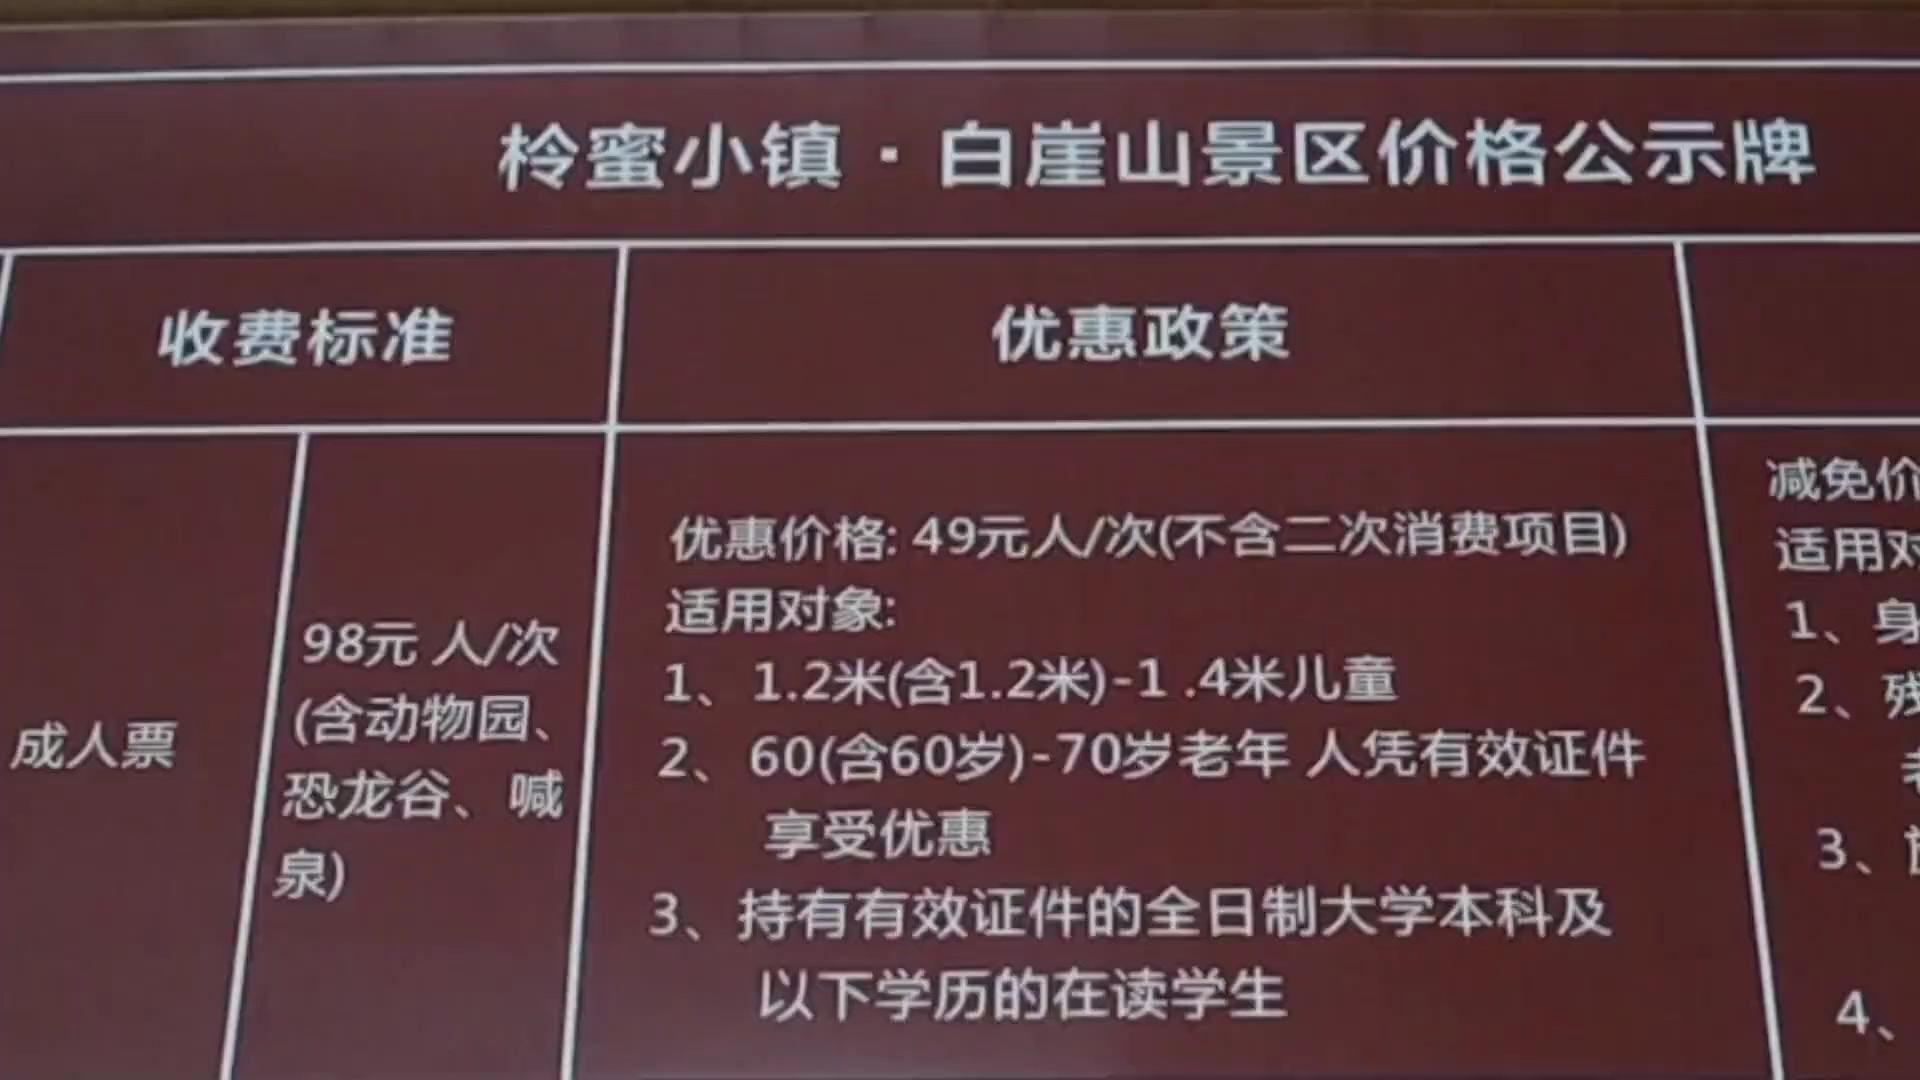 柃蜜小镇·白崖山景区价格公示牌
收费标准
优惠政策
成人票
98元 人/次
(含动物园、
恐龙谷、喊
泉)
优惠价格: 49元人/次(不含二次消费项目)
适用对象:
1、1.2米(含1.2米)-1.4米儿童
2、60(含60岁)-70岁老年人凭有效证件
享受优惠
3、持有有效证件的全日制大学本科及
以下学历的在读学生
减免价
适用对
1、身
2、残
3、
4、